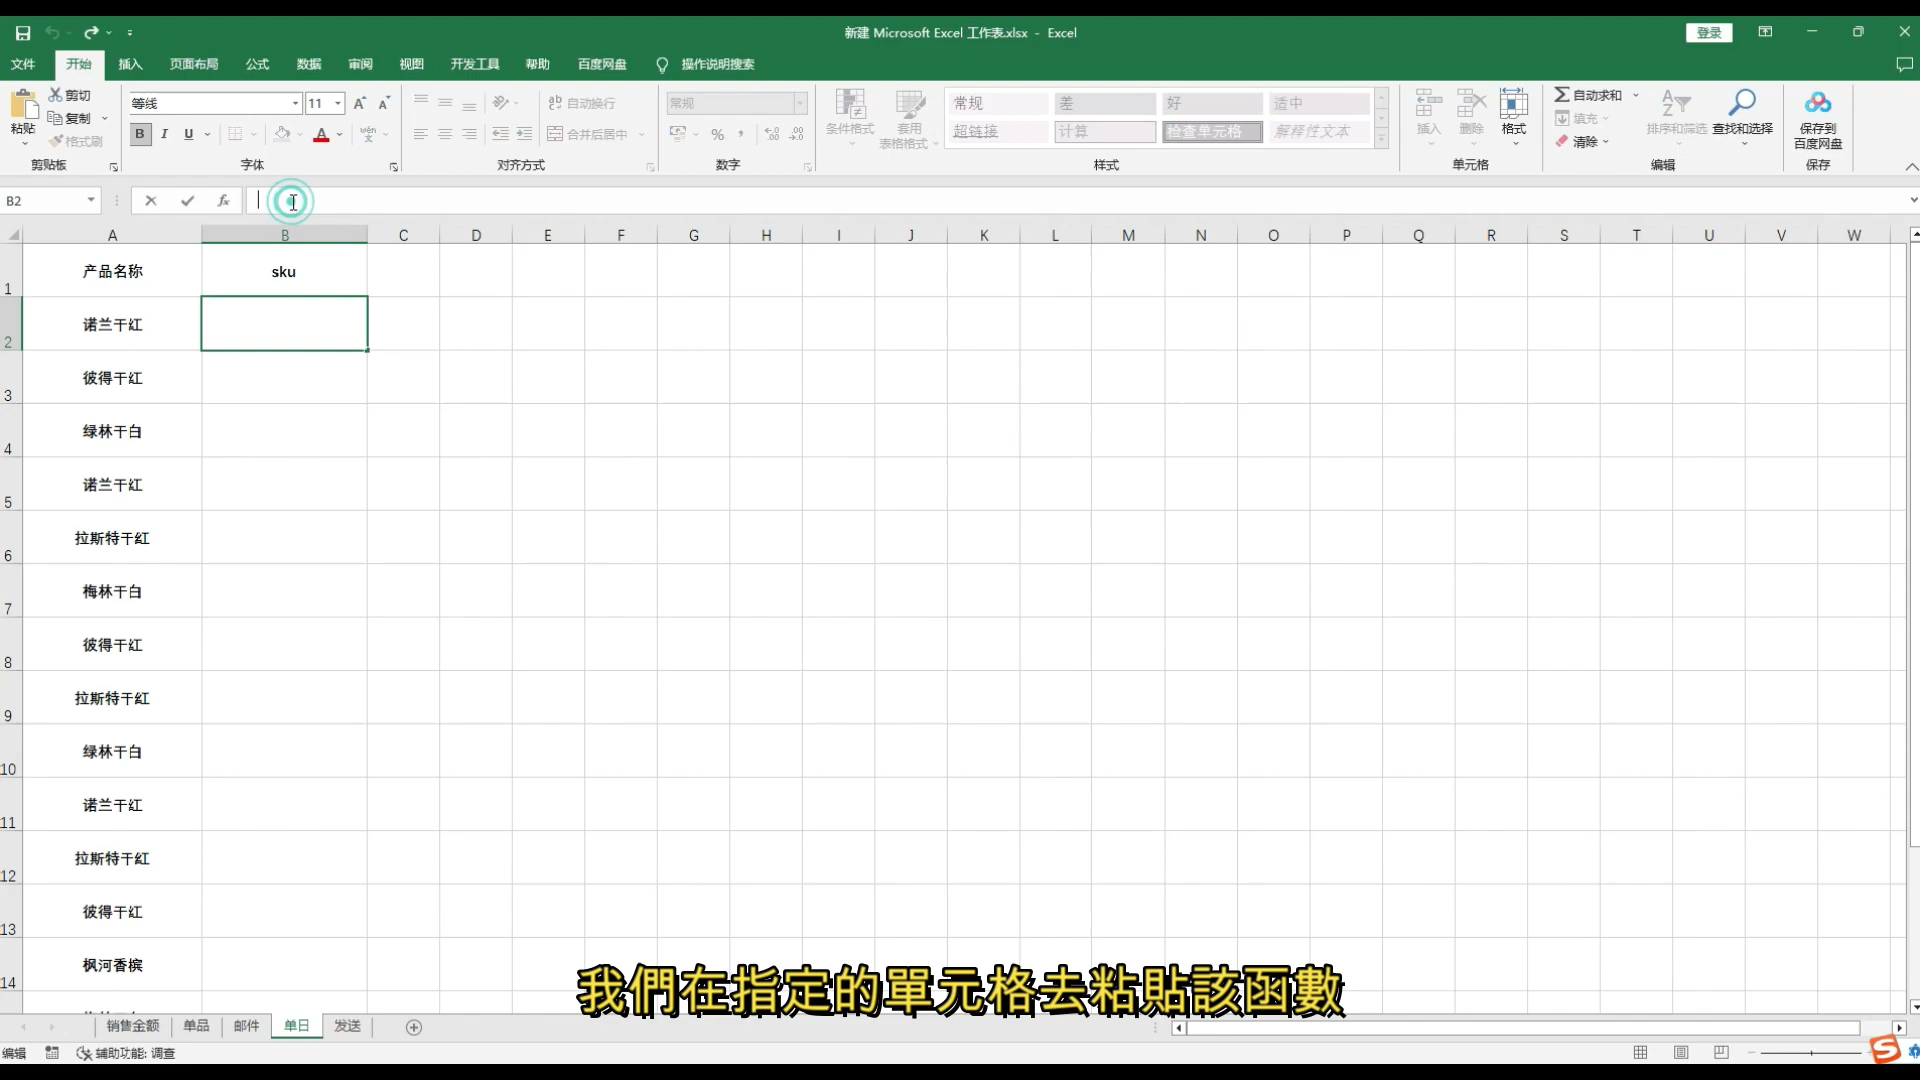 新建 Microsoft Excel 工作表.xlsx - Excel
登录
文件 开始 插入 页面布局 公式 数据 审阅 视图 开发工具 帮助 百度网盘 操作说明搜索
粘贴 剪切 复制 格式刷 剪贴板
等线 11
B I U A wén
字体
ab 自动换行
合并后居中
对齐方式
常规
% ,
数字
条件格式 套用表格格式
常规 差 好 适中
超链接 计算 检查单元格 解释性文本
样式
插入 删除 格式
单元格
自动求和
填充
清除
排序和筛选 查找和选择
编辑
保存到百度网盘
保存
B2 fx
A B C D E F G H I J K L M N O P Q R S T U V W
1 产品名称 sku
2 诺兰干红
3 彼得干红
4 绿林干白
5 诺兰干红
6 拉斯特干紅
7 梅林干白
8 彼得干红
9 拉斯特干紅
10 绿林干白
11 诺兰干红
12 拉斯特干紅
13 彼得干红
14 枫河香槟
我們在指定的單元格去粘貼該函數
销售金额 单品 邮件 单日 发送
编辑 辅助功能: 调查